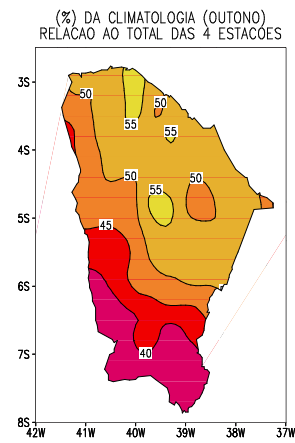 (%) DA CLIMATOLOGIA (OUTONO)
RELACAO AO TOTAL DAS 4 ESTACOES
3S
4S
5S
6S
7S
8S
50
50
55
55
50
55
50
45
40
42W 41W 40W 39W 38W 37W